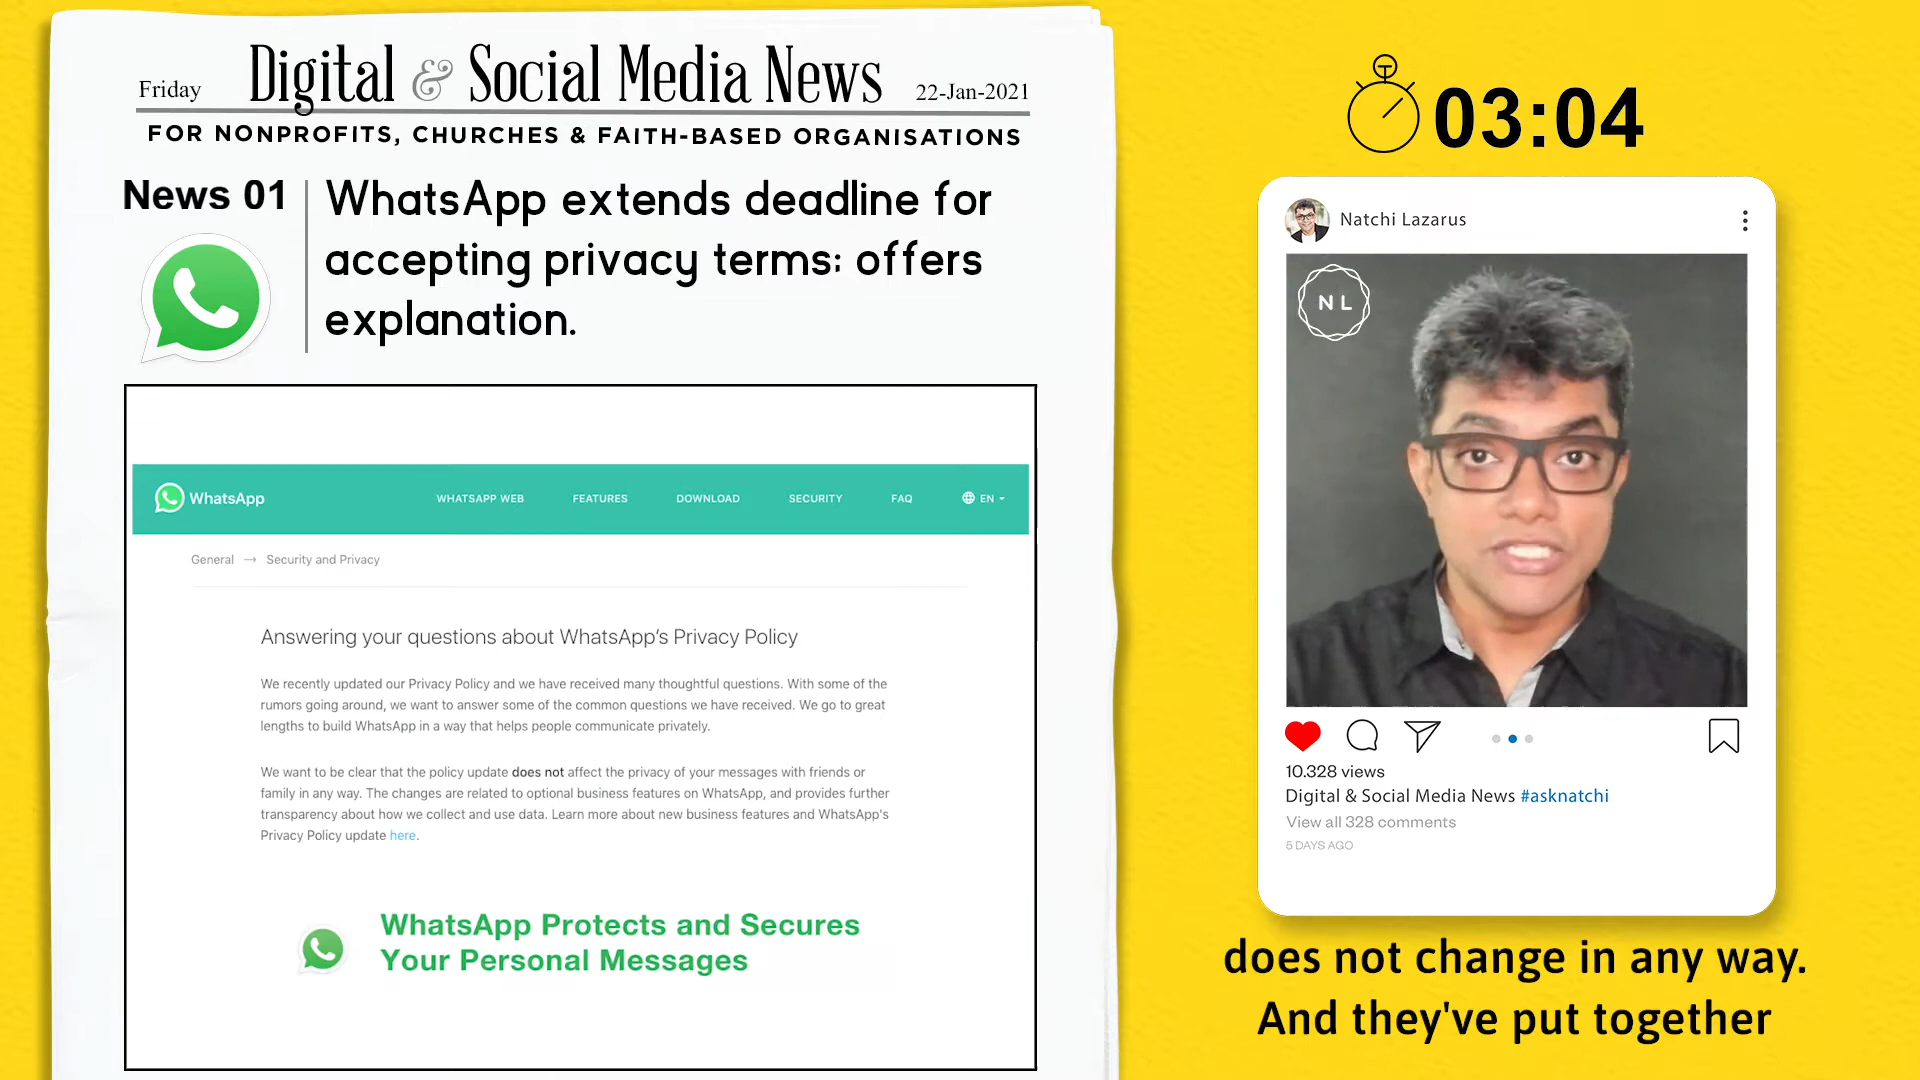 Friday
Digital & Social Media News
22-Jan-2021
FOR NONPROFITS, CHURCHES & FAITH-BASED ORGANISATIONS
News 01
WhatsApp extends deadline for
accepting privacy terms; offers
explanation.
WhatsApp
WHATSAPP WEB
FEATURES
DOWNLOAD
SECURITY
FAQ
EN
General → Security and Privacy
Answering your questions about WhatsApp's Privacy Policy
We recently updated our Privacy Policy and we have received many thoughtful questions. With some of the
rumors going around, we want to answer some of the common questions we have received. We go to great
lengths to build WhatsApp in a way that helps people communicate privately.
We want to be clear that the policy update does not affect the privacy of your messages with friends or
family in any way. The changes are related to optional business features on WhatsApp, and provides further
transparency about how we collect and use data. Learn more about new business features and WhatsApp's
Privacy Policy update here.
WhatsApp Protects and Secures
Your Personal Messages
03:04
Natchi Lazarus
NL
10.328 views
Digital & Social Media News #asknatchi
View all 328 comments
5 DAYS AGO
does not change in any way.
And they've put together